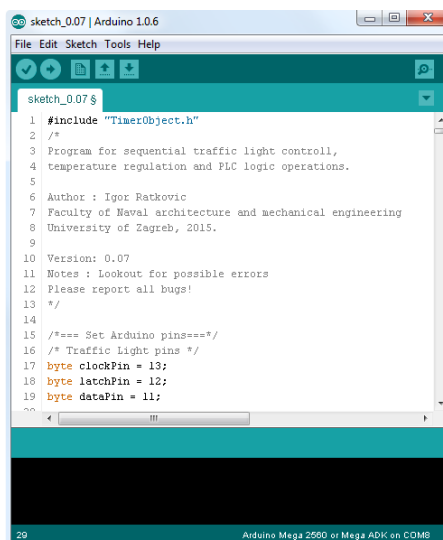 sketch_0.07 | Arduino 1.0.6
File Edit Sketch Tools Help
sketch_0.07 §
1 #include "TimerObject.h"
2 /*
3 Program for sequential traffic light controll,
4 temperature regulation and PLC logic operations.
5
6 Author : Igor Ratkovic
7 Faculty of Naval architecture and mechanical engineering
8 University of Zagreb, 2015.
9
10 Version: 0.07
11 Notes : Lookout for possible errors
12 Please report all bugs!
13 */
14
15 /*=== Set Arduino pins===*/
16 /* Traffic Light pins */
17 byte clockPin = 13;
18 byte latchPin = 12;
19 byte dataPin = 11;
29 Arduino Mega 2560 or Mega ADK on COM8